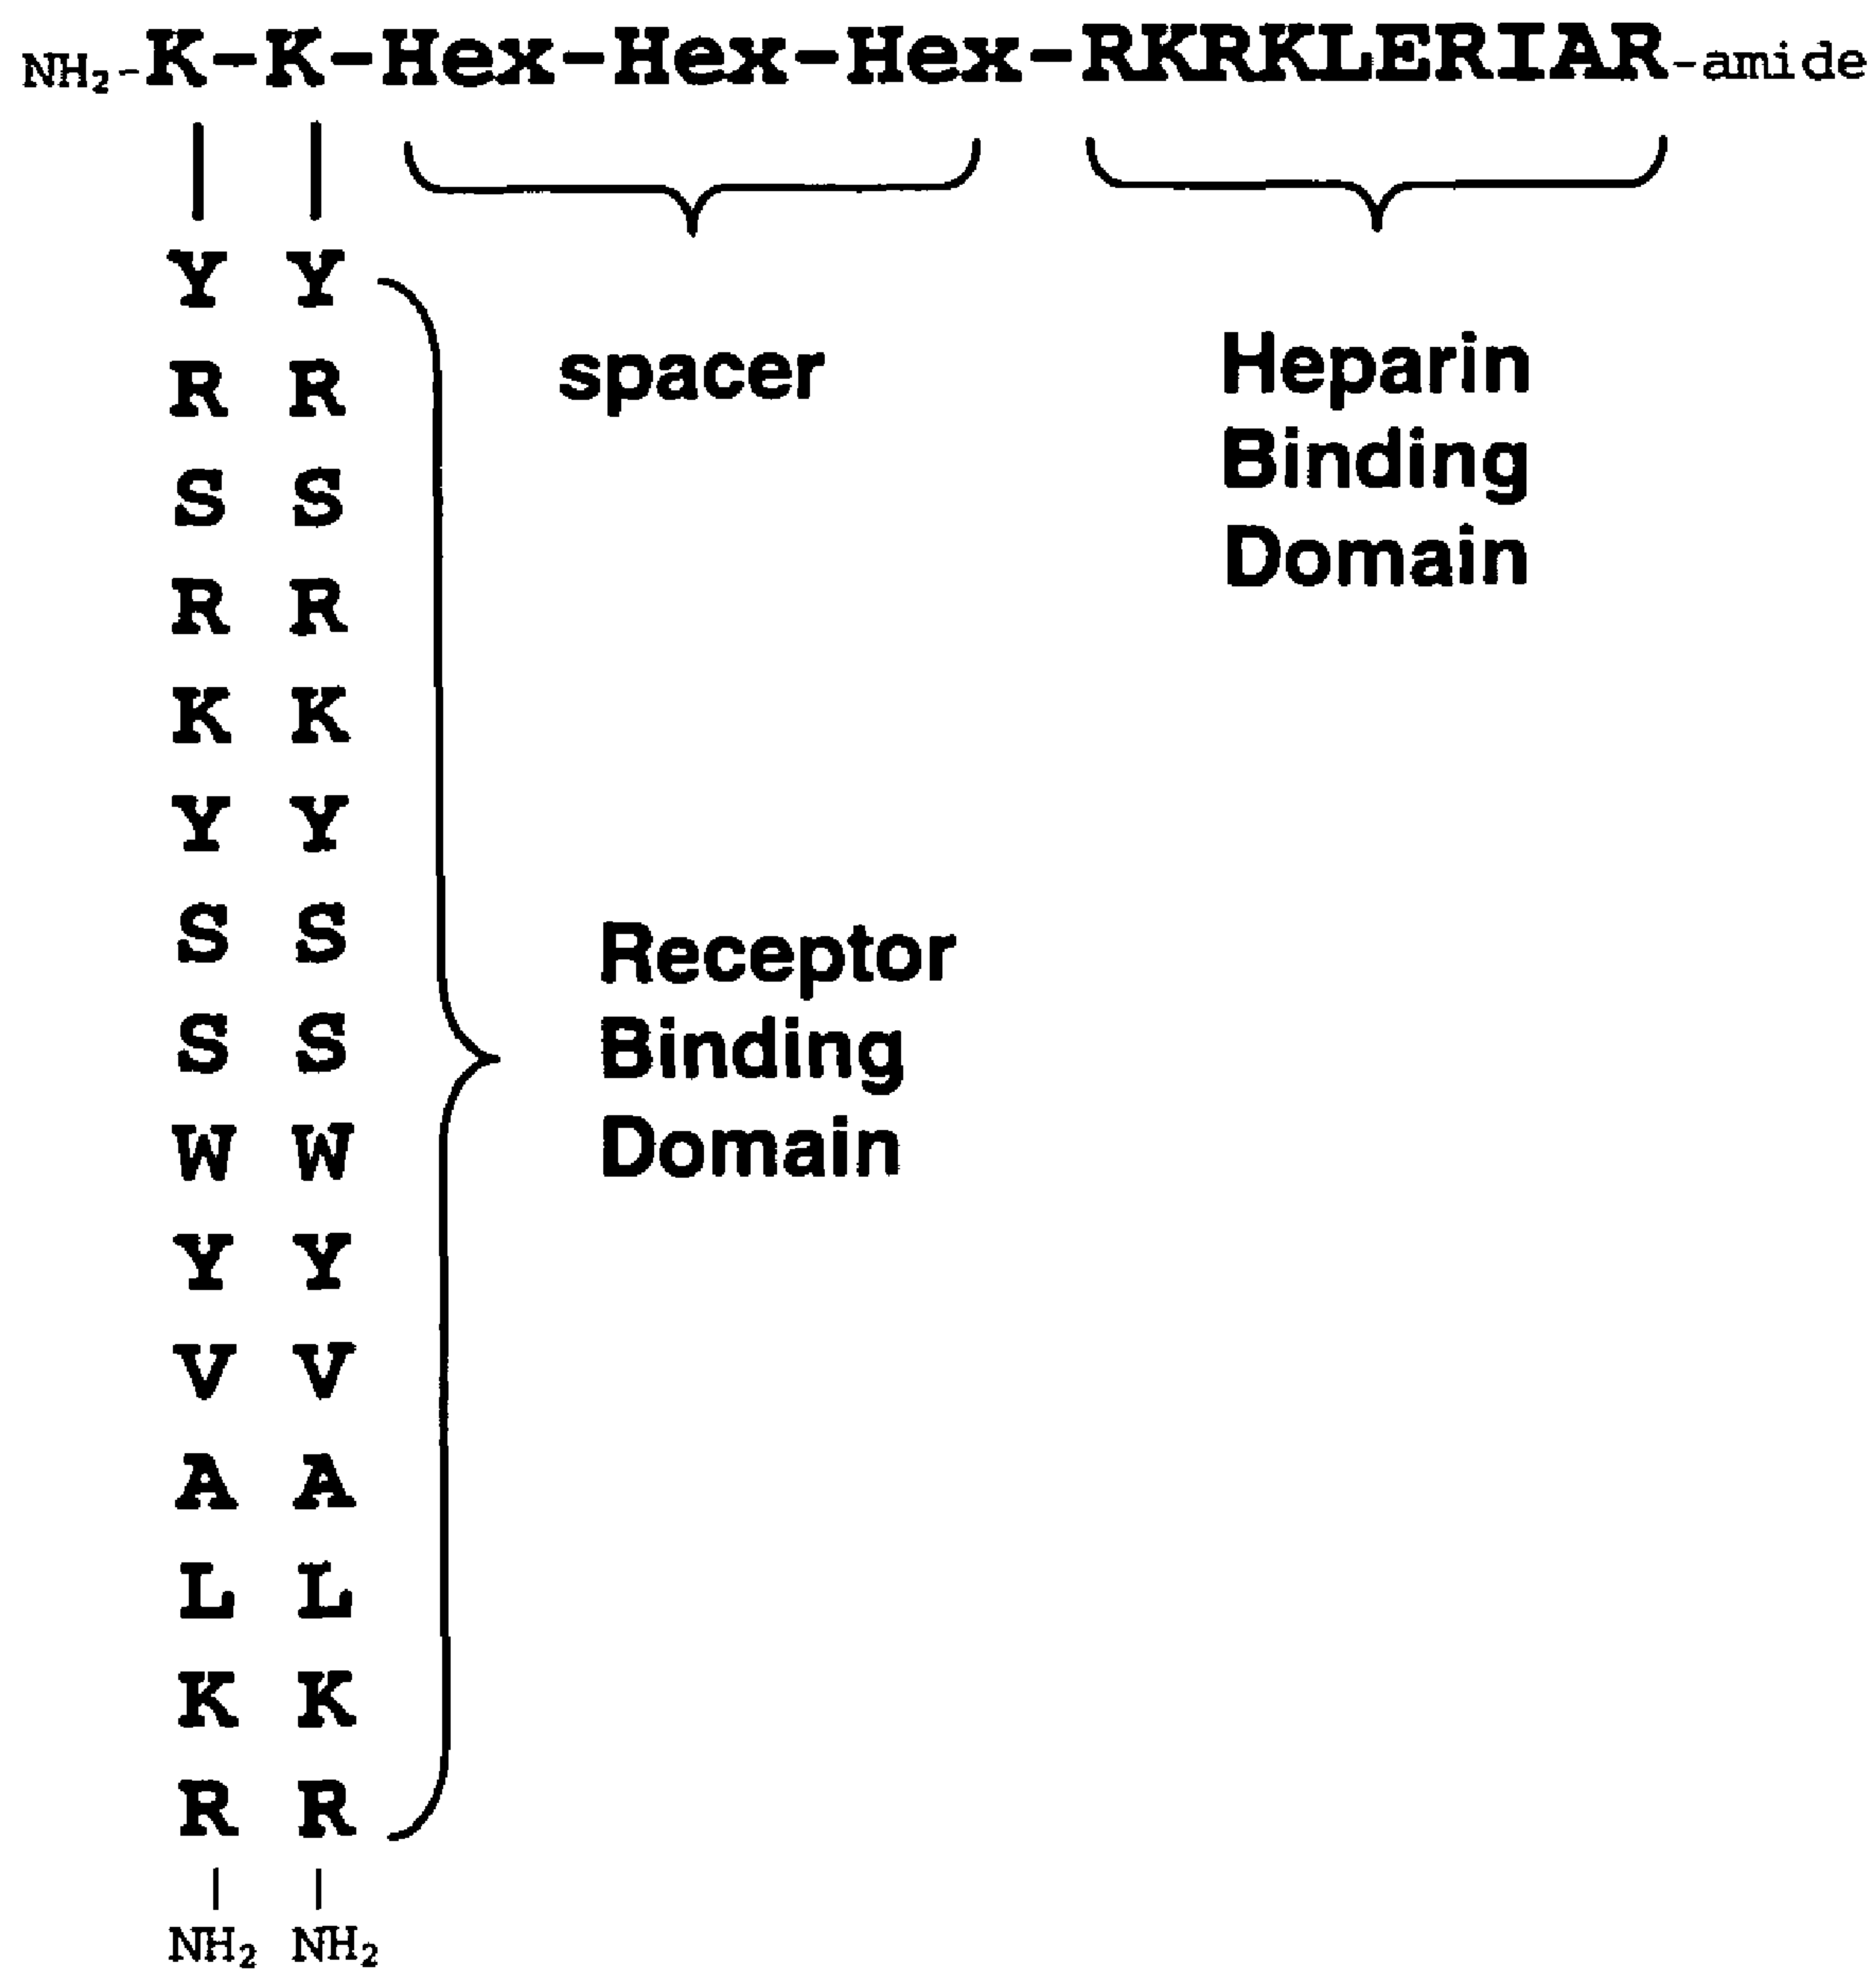 NH₂-K-K-Hex-Hex-Hex-RKRKLERIAR-amide
Y Y
R R
S S
R R
K K
Y Y
S S
S S
W W
Y Y
V V
A A
L L
K K
R R
NH₂ NH₂
spacer
Heparin
Binding
Domain
Receptor
Binding
Domain